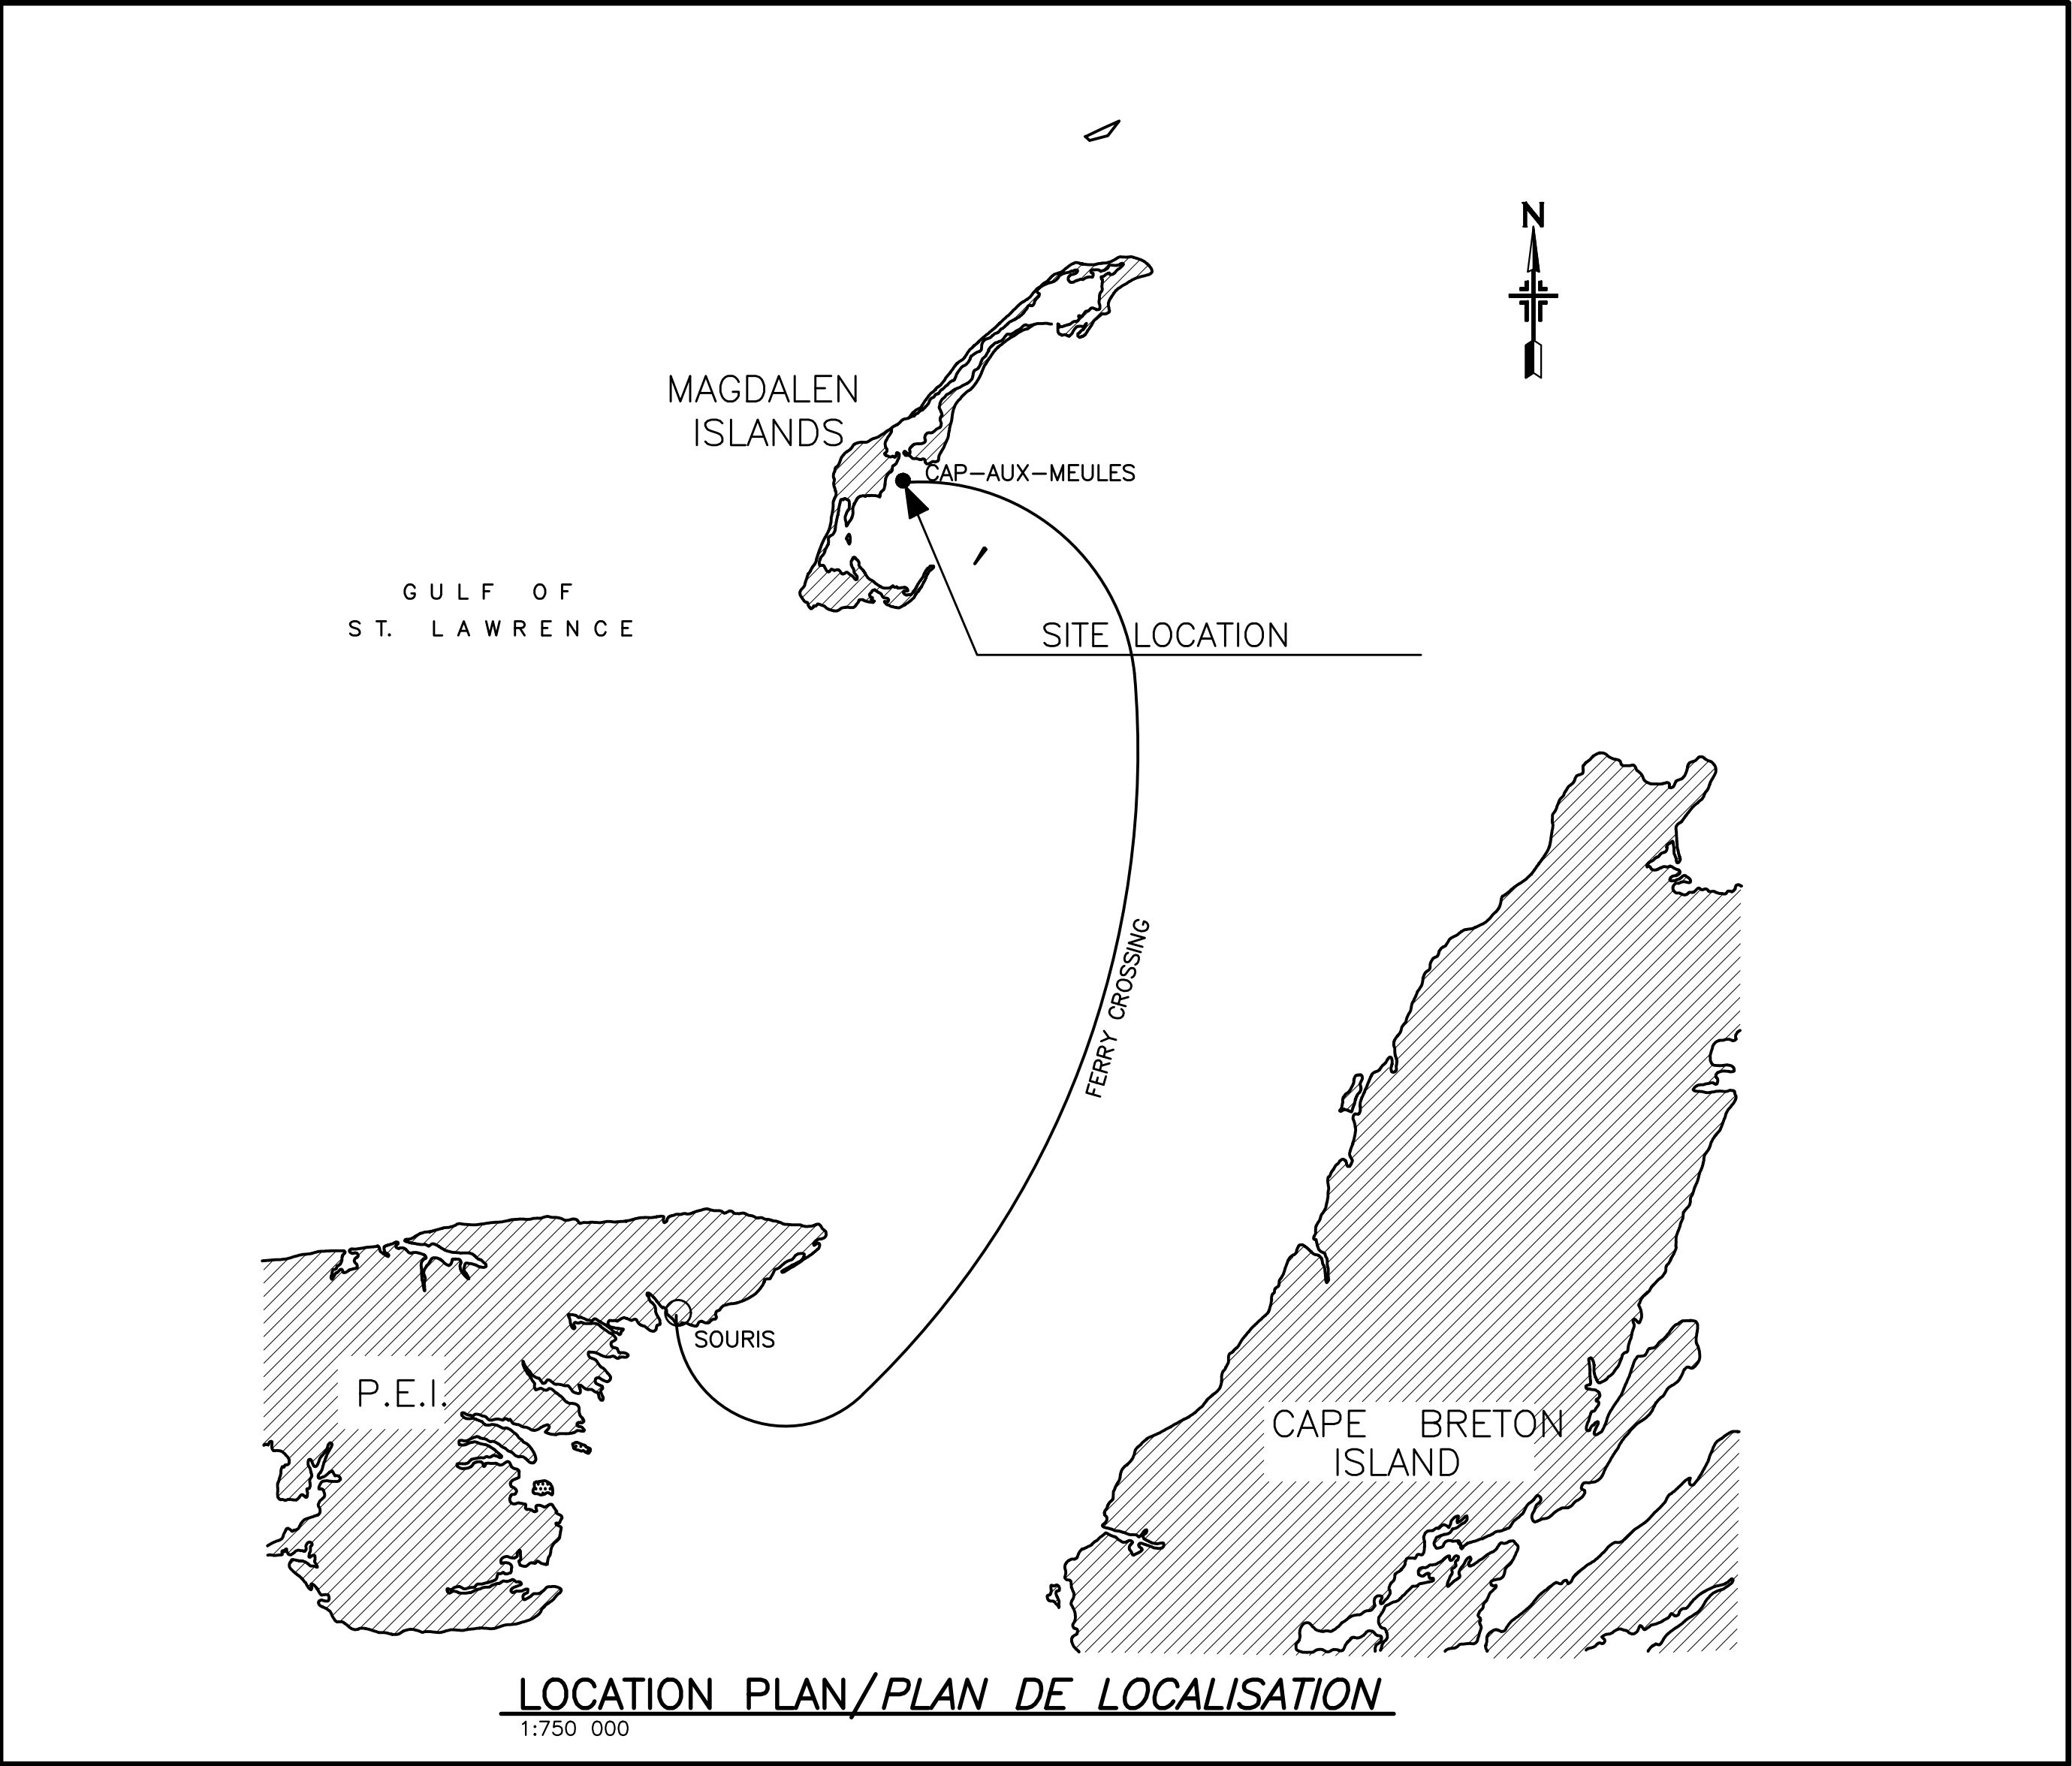 N
MAGDALEN
ISLANDS
CAP-AUX-MEULES
GULF OF
ST. LAWRENCE
SITE LOCATION
FERRY CROSSING
SOURIS
P.E.I.
CAPE BRETON
ISLAND
LOCATION PLAN/PLAN DE LOCALISATION
1:750 000